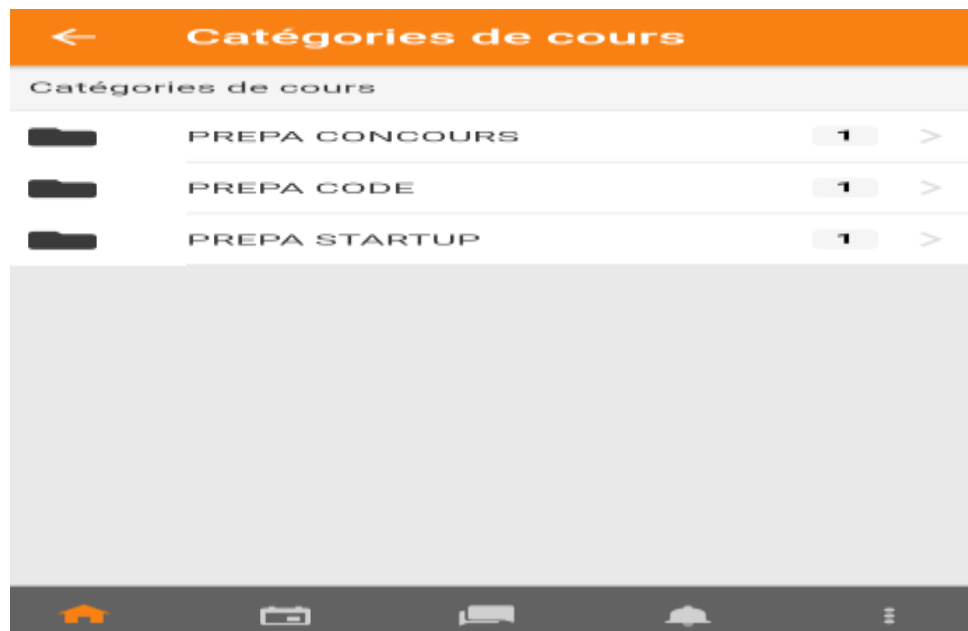 Catégories de cours
Catégories de cours
PREPA CONCOURS 1
PREPA CODE 1
PREPA STARTUP 1